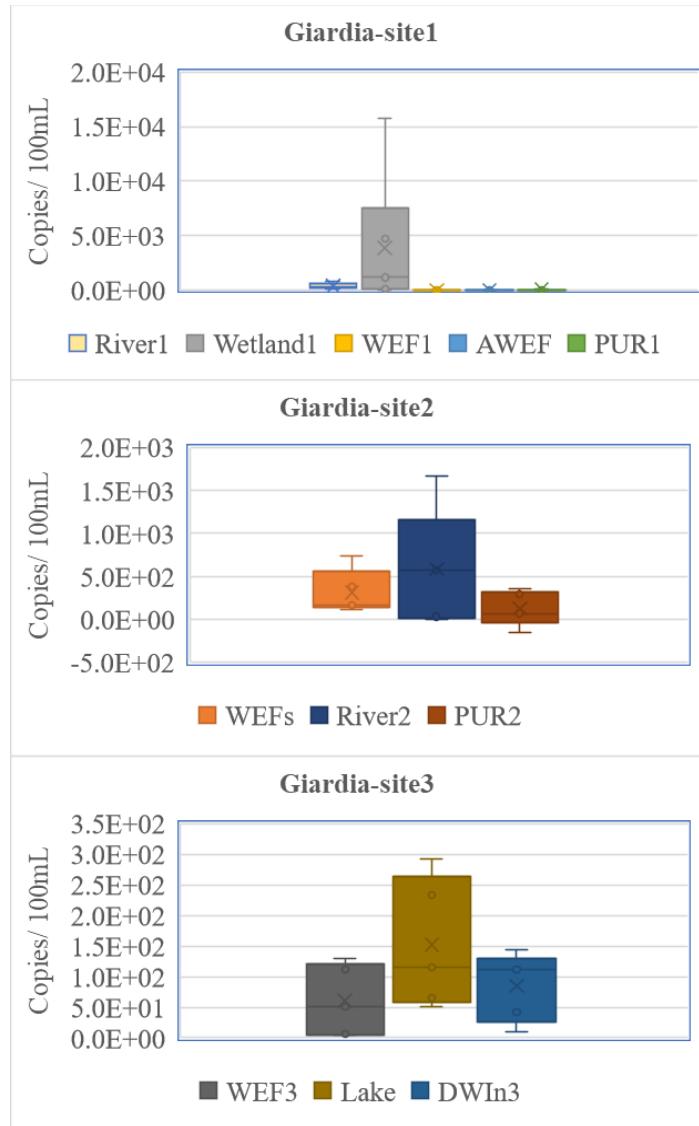 Giardia-site1
Copies/ 100mL
2.0E+04
1.5E+04
1.0E+04
5.0E+03
0.0E+00
River1 Wetland1 WEF1 AWEF PUR1
Giardia-site2
Copies/ 100mL
2.0E+03
1.5E+03
1.0E+03
5.0E+02
0.0E+00
-5.0E+02
WEFs River2 PUR2
Giardia-site3
Copies/ 100mL
3.5E+02
3.0E+02
2.5E+02
2.0E+02
1.5E+02
1.0E+02
5.0E+01
0.0E+00
WEF3 Lake DWIn3